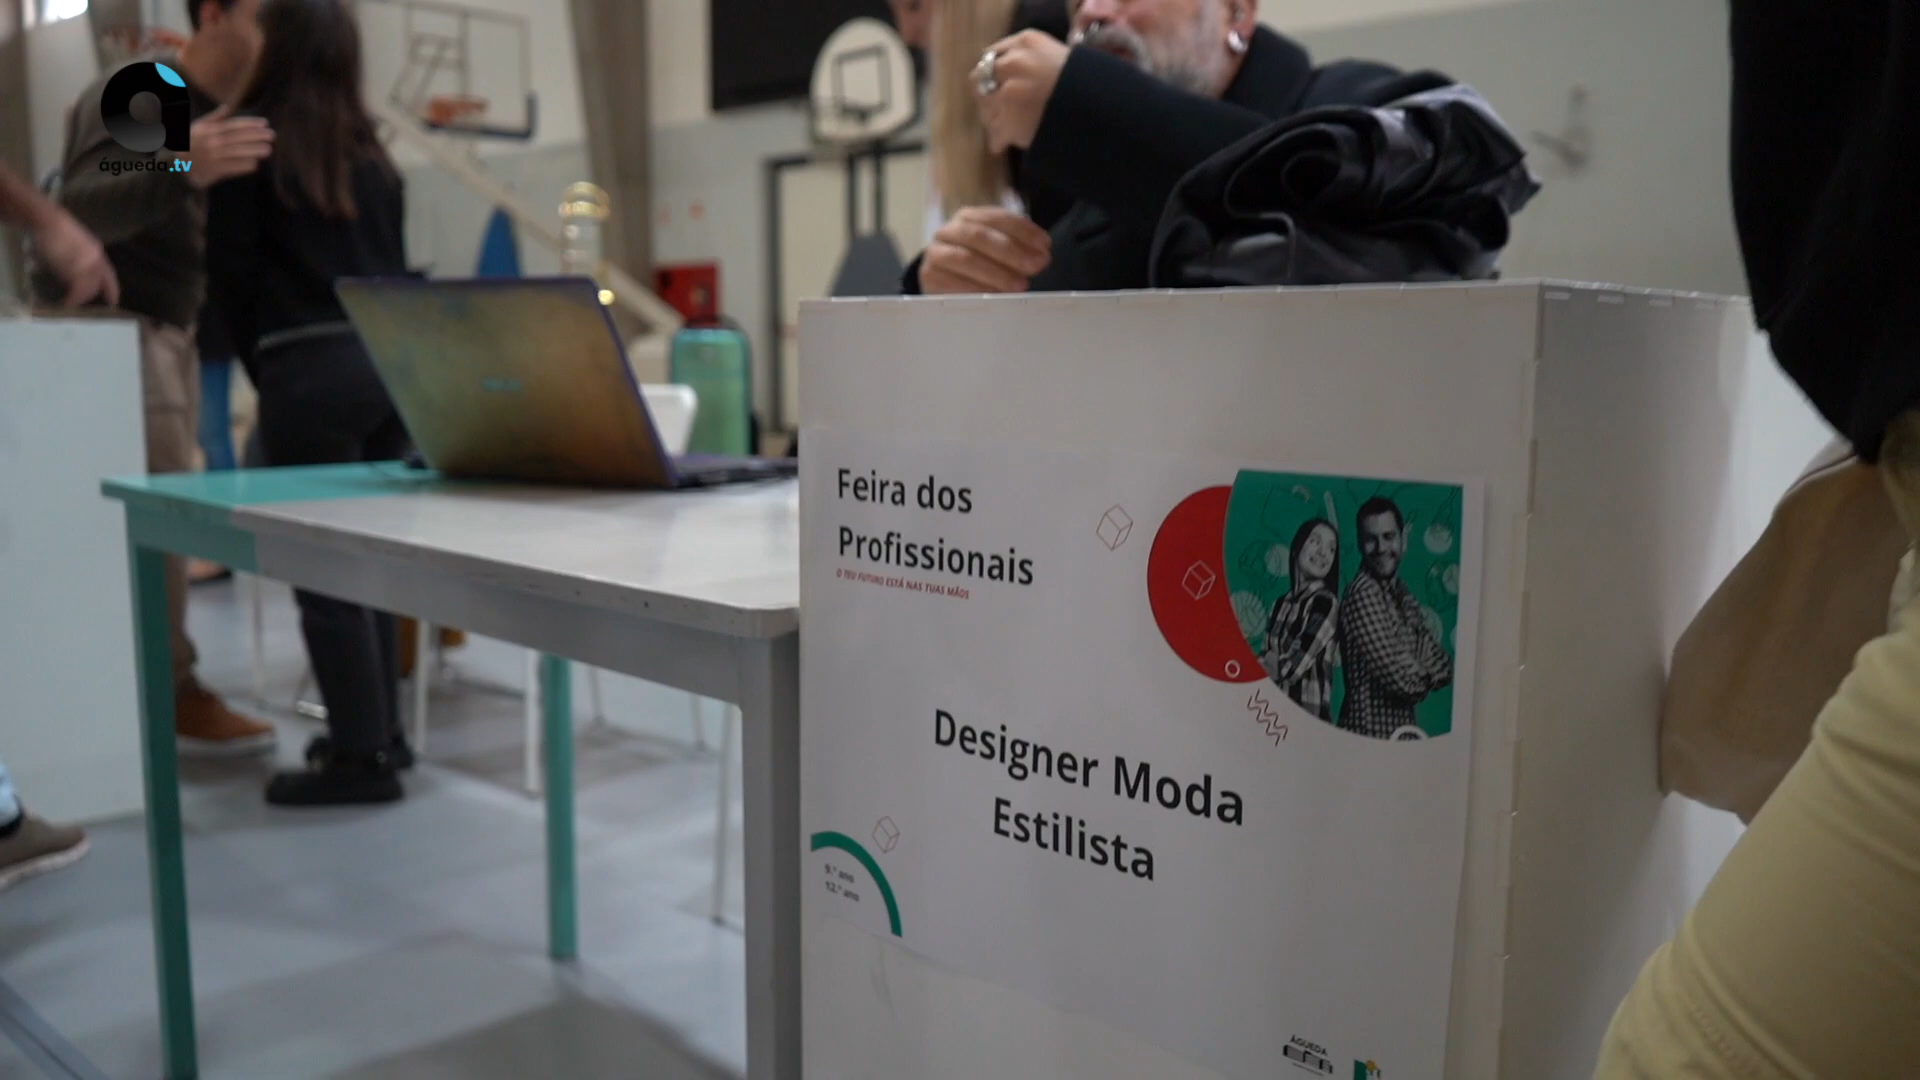 águeda.tv
Feira dos
Profissionais
O TEU FUTURO ESTÁ NAS TUAS MÃOS
Designer Moda
Estilista
9.º ano
12.º ano
ÁGUEDA